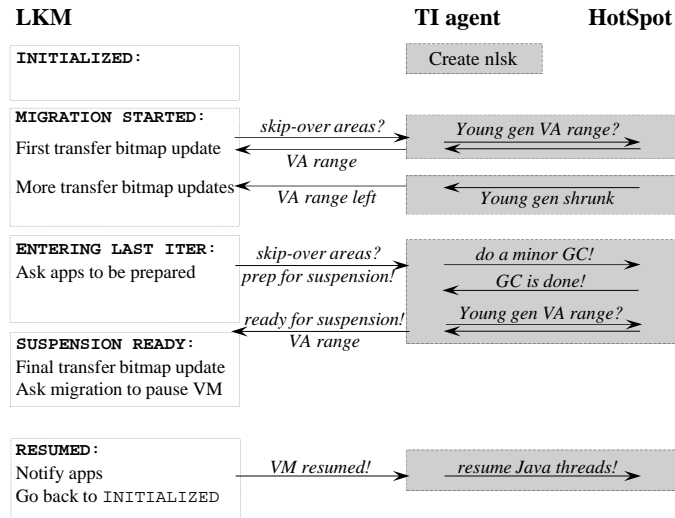 LKM TI agent HotSpot
INITIALIZED: Create nlsk
MIGRATION STARTED:
skip-over areas? Young gen VA range?
First transfer bitmap update
VA range
More transfer bitmap updates
VA range left Young gen shrunk
ENTERING LAST ITER: skip-over areas? do a minor GC!
Ask apps to be prepared prep for suspension! GC is done!
ready for suspension! Young gen VA range?
VA range
SUSPENSION READY:
Final transfer bitmap update
Ask migration to pause VM
RESUMED:
Notify apps VM resumed! resume Java threads!
Go back to INITIALIZED